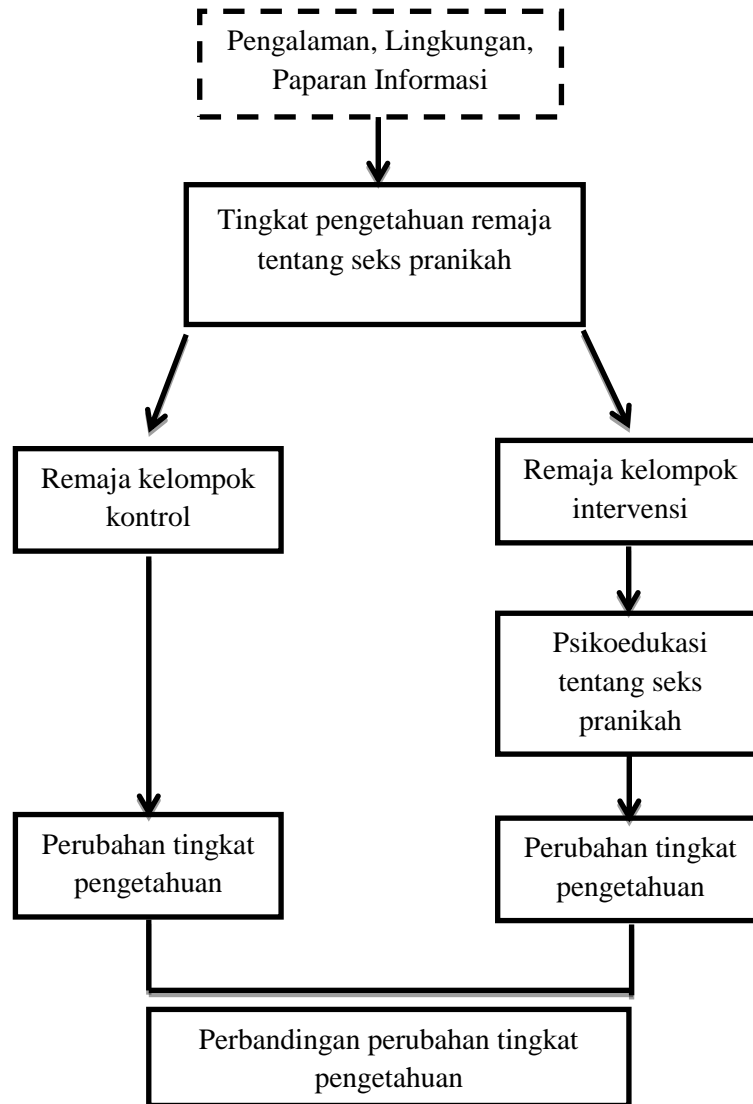 Pengalaman, Lingkungan,
Paparan Informasi
Tingkat pengetahuan remaja
tentang seks pranikah
Remaja kelompok
kontrol
Remaja kelompok
intervensi
Psikoedukasi
tentang seks
pranikah
Perubahan tingkat
pengetahuan
Perubahan tingkat
pengetahuan
Perbandingan perubahan tingkat
pengetahuan